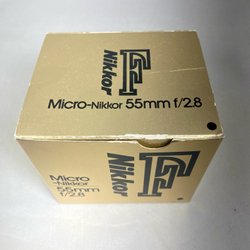 Nikkor F
Micro-Nikkor 55mm f/2.8
Micro
-Nikkor
55mm
f/2.8
Nikkor F